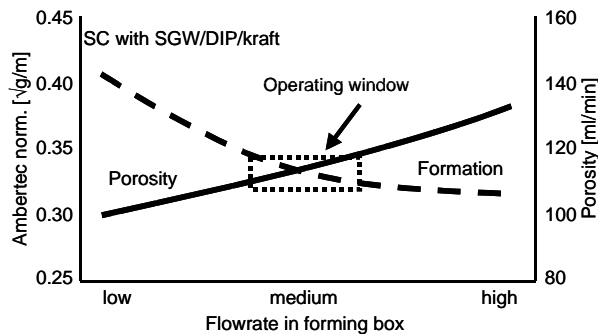 0.45
160
SC with SGW/DIP/kraft
0.40
140
Operating window
0.35
120
Porosity
Formation
0.30
100
0.25
80
Ambertec norm. [√g/m]
Porosity [ml/min]
low
medium
high
Flowrate in forming box